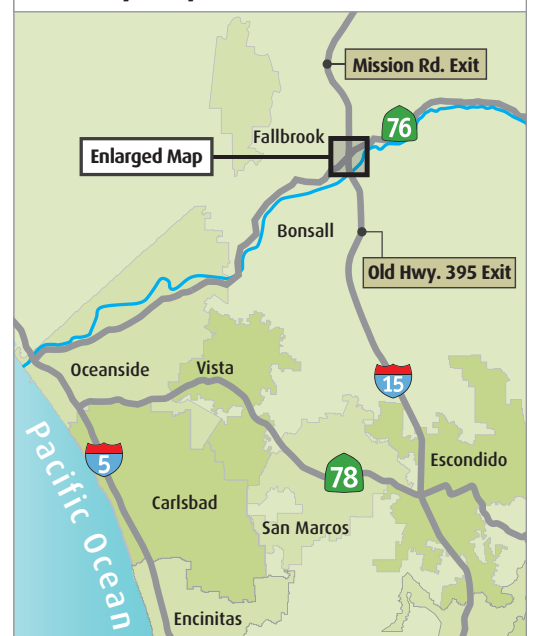 Mission Rd. Exit
76
Fallbrook
Enlarged Map
Bonsall
Old Hwy. 395 Exit
Oceanside
Vista
15
5
Escondido
78
Carlsbad
San Marcos
Pacific Ocean
Encinitas